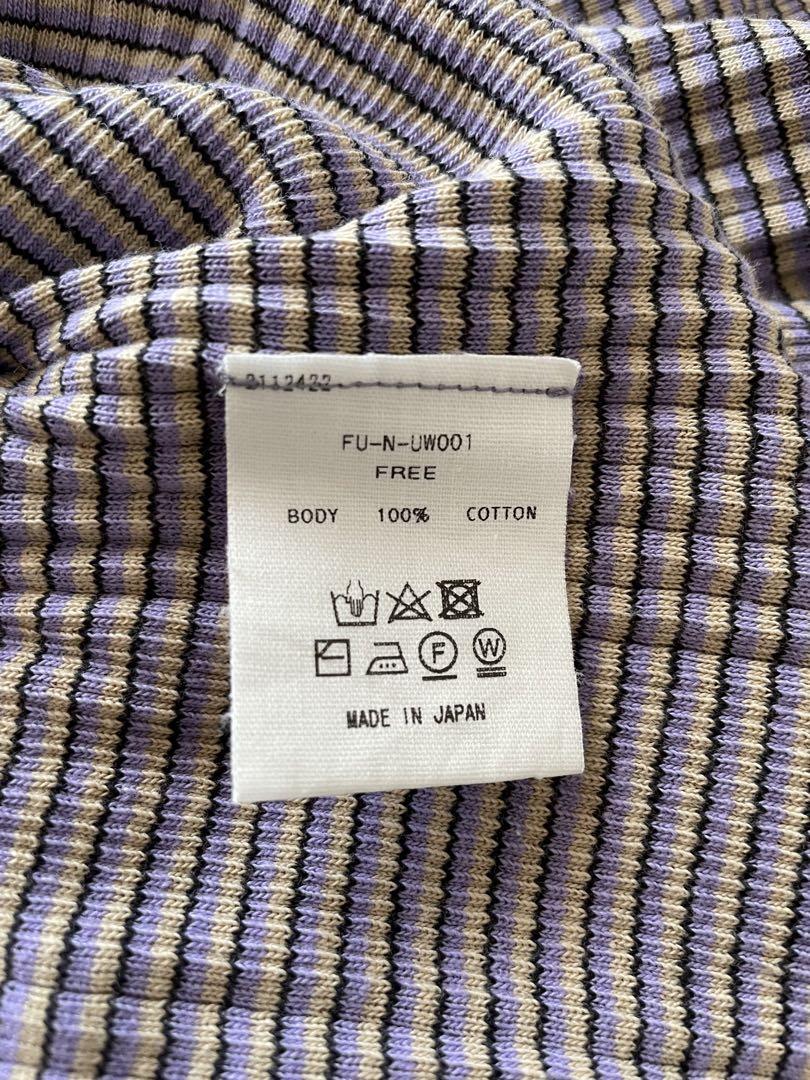 2112422
FU-N-UW001
FREE
BODY 100% COTTON
F W
MADE IN JAPAN